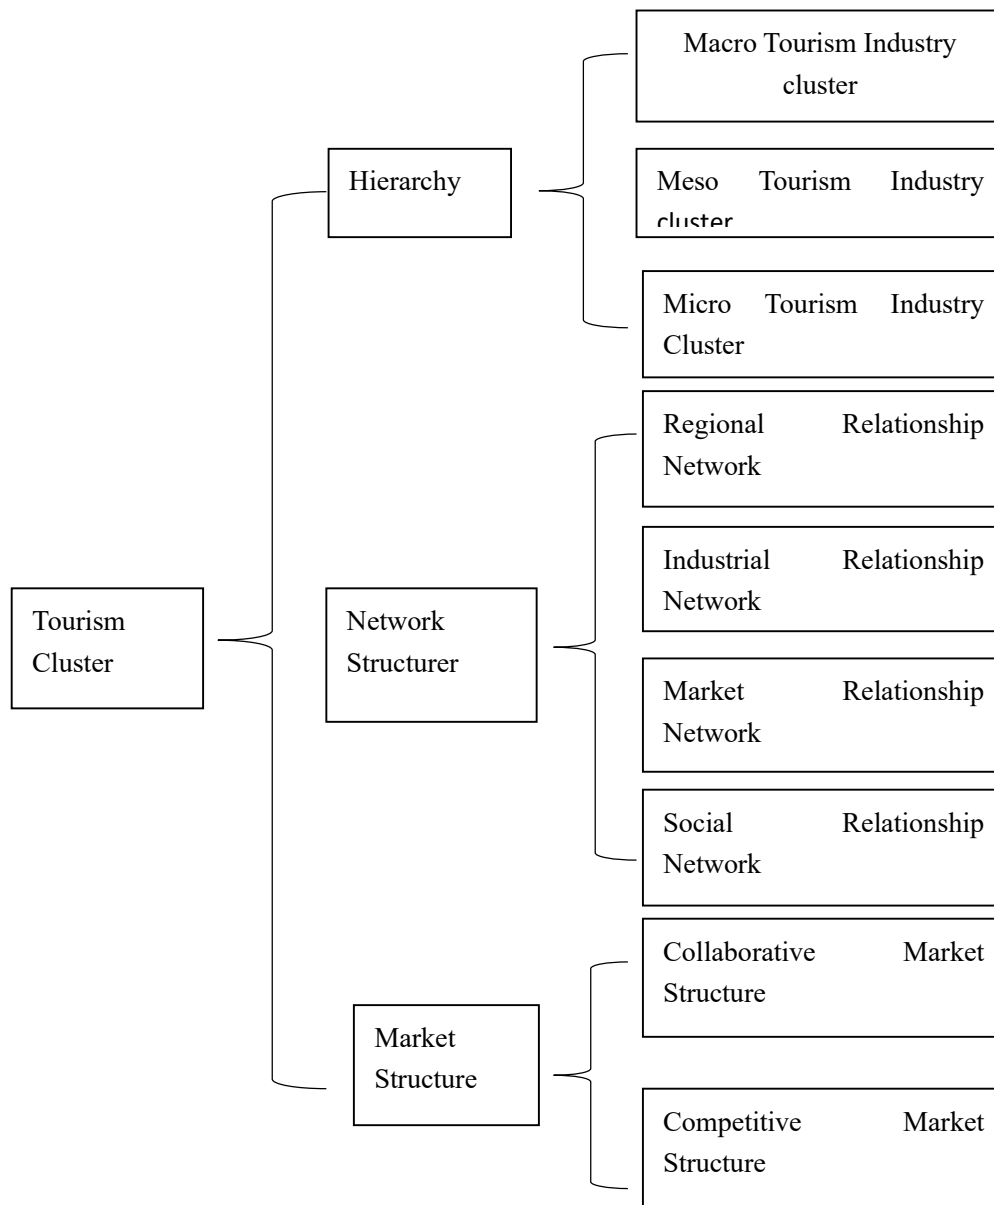 Macro Tourism Industry
cluster
Hierarchy
Meso Tourism Industry
cluster
Micro Tourism Industry
Cluster
Regional Relationship
Network
Industrial Relationship
Network
Tourism
Cluster
Network
Structurer
Market Relationship
Network
Social Relationship
Network
Collaborative Market
Structure
Market
Structure
Competitive Market
Structure